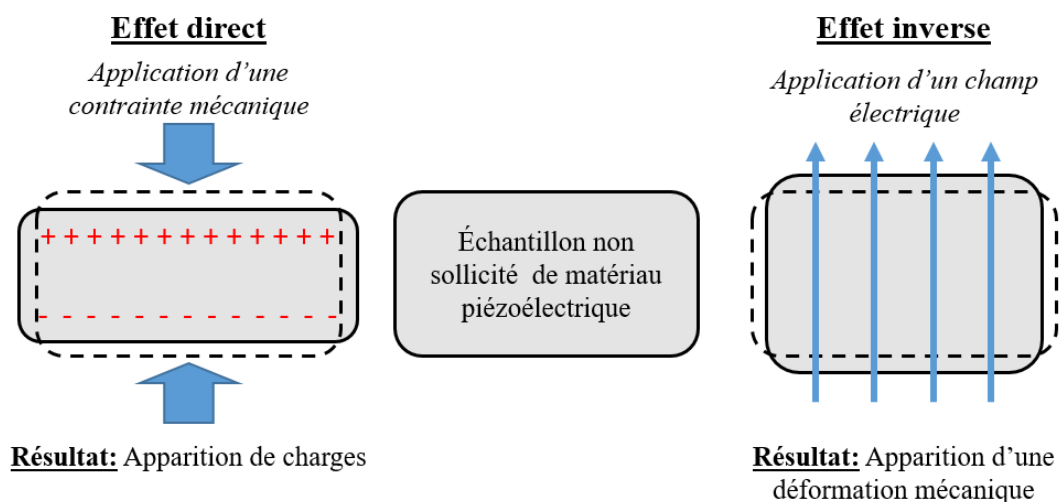 Effet direct
Application d’une
contrainte mécanique
+ + + + + + + + + + + + +
- - - - - - - - - - - - -
Résultat: Apparition de charges
Échantillon non
sollicité de matériau
piézoélectrique
Effet inverse
Application d’un champ
électrique
Résultat: Apparition d’une
déformation mécanique